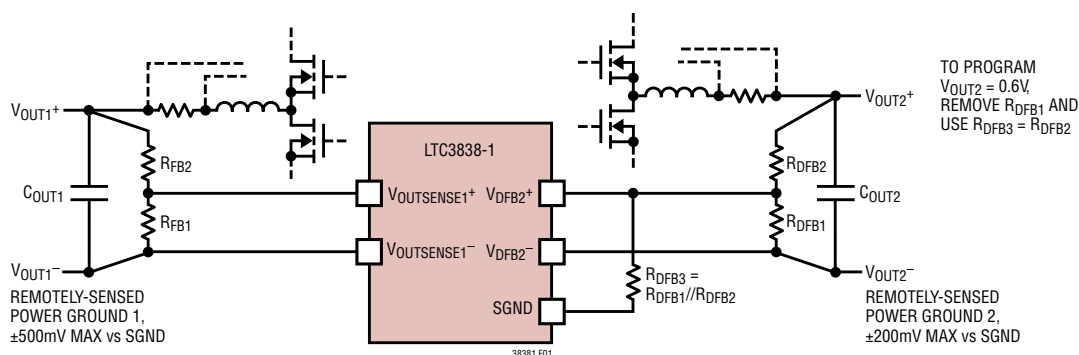 VOUT1+
RFB2
COUT1
RFB1
VOUT1–
REMOTELY-SENSED
POWER GROUND 1,
±500mV MAX vs SGND
LTC3838-1
VOUTSENSE1+
VOUTSENSE1–
VDFB2+
VDFB2–
SGND
RDFB3 =
RDFB1//RDFB2
38381 F01
VOUT2+
RDFB2
COUT2
RDFB1
VOUT2–
REMOTELY-SENSED
POWER GROUND 2,
±200mV MAX vs SGND
TO PROGRAM
VOUT2 = 0.6V,
REMOVE RDFB1 AND
USE RDFB3 = RDFB2